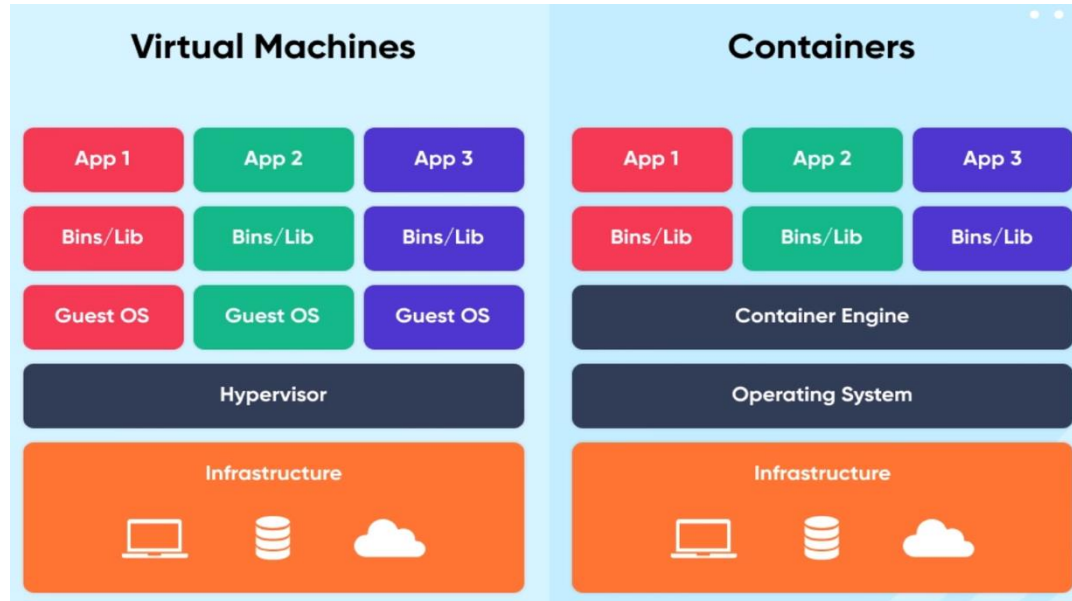 Virtual Machines
App 1
App 2
App 3
Bins/Lib
Bins/Lib
Bins/Lib
Guest OS
Guest OS
Guest OS
Hypervisor
Infrastructure
Containers
App 1
App 2
App 3
Bins/Lib
Bins/Lib
Bins/Lib
Container Engine
Operating System
Infrastructure